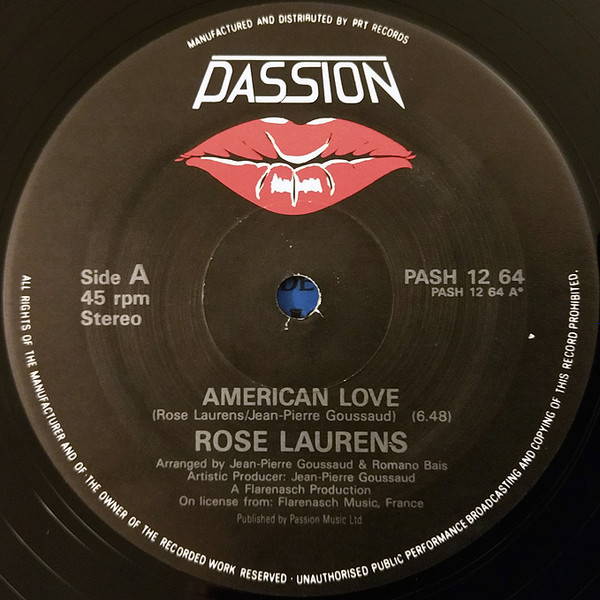 MANUFACTURED AND DISTRIBUTED BY PRT RECORDS
PASSION
Side A
45 rpm
Stereo
PASH 12 64
PASH 12 64 A*
AMERICAN LOVE
(Rose Laurens/Jean-Pierre Goussaud) (6.48)
ROSE LAURENS
Arranged by Jean-Pierre Goussaud & Romano Bais
Artistic Producer: Jean-Pierre Goussaud
A Flarenasch Production
On license from: Flarenasch Music, France
Published by Passion Music Ltd
ALL RIGHTS OF THE MANUFACTURER AND OF THE OWNER OF THE RECORDED WORK RESERVED · UNAUTHORISED PUBLIC PERFORMANCE BROADCASTING AND COPYING OF THIS RECORD PROHIBITED.